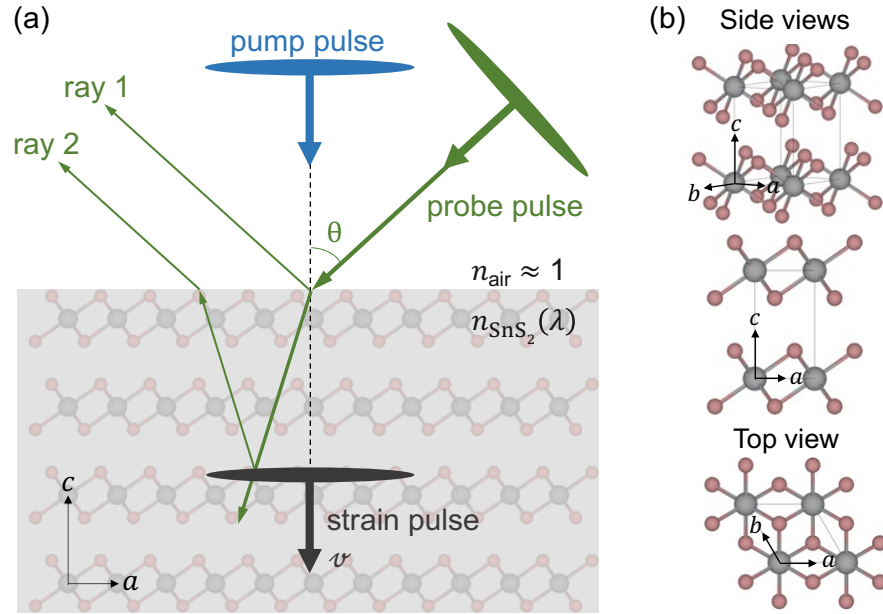 (a)
pump pulse
ray 1
ray 2
probe pulse
θ
n_air ≈ 1
n_SnS₂(λ)
strain pulse
v
c
a
(b)
Side views
c
b
a
c
a
Top view
b
a